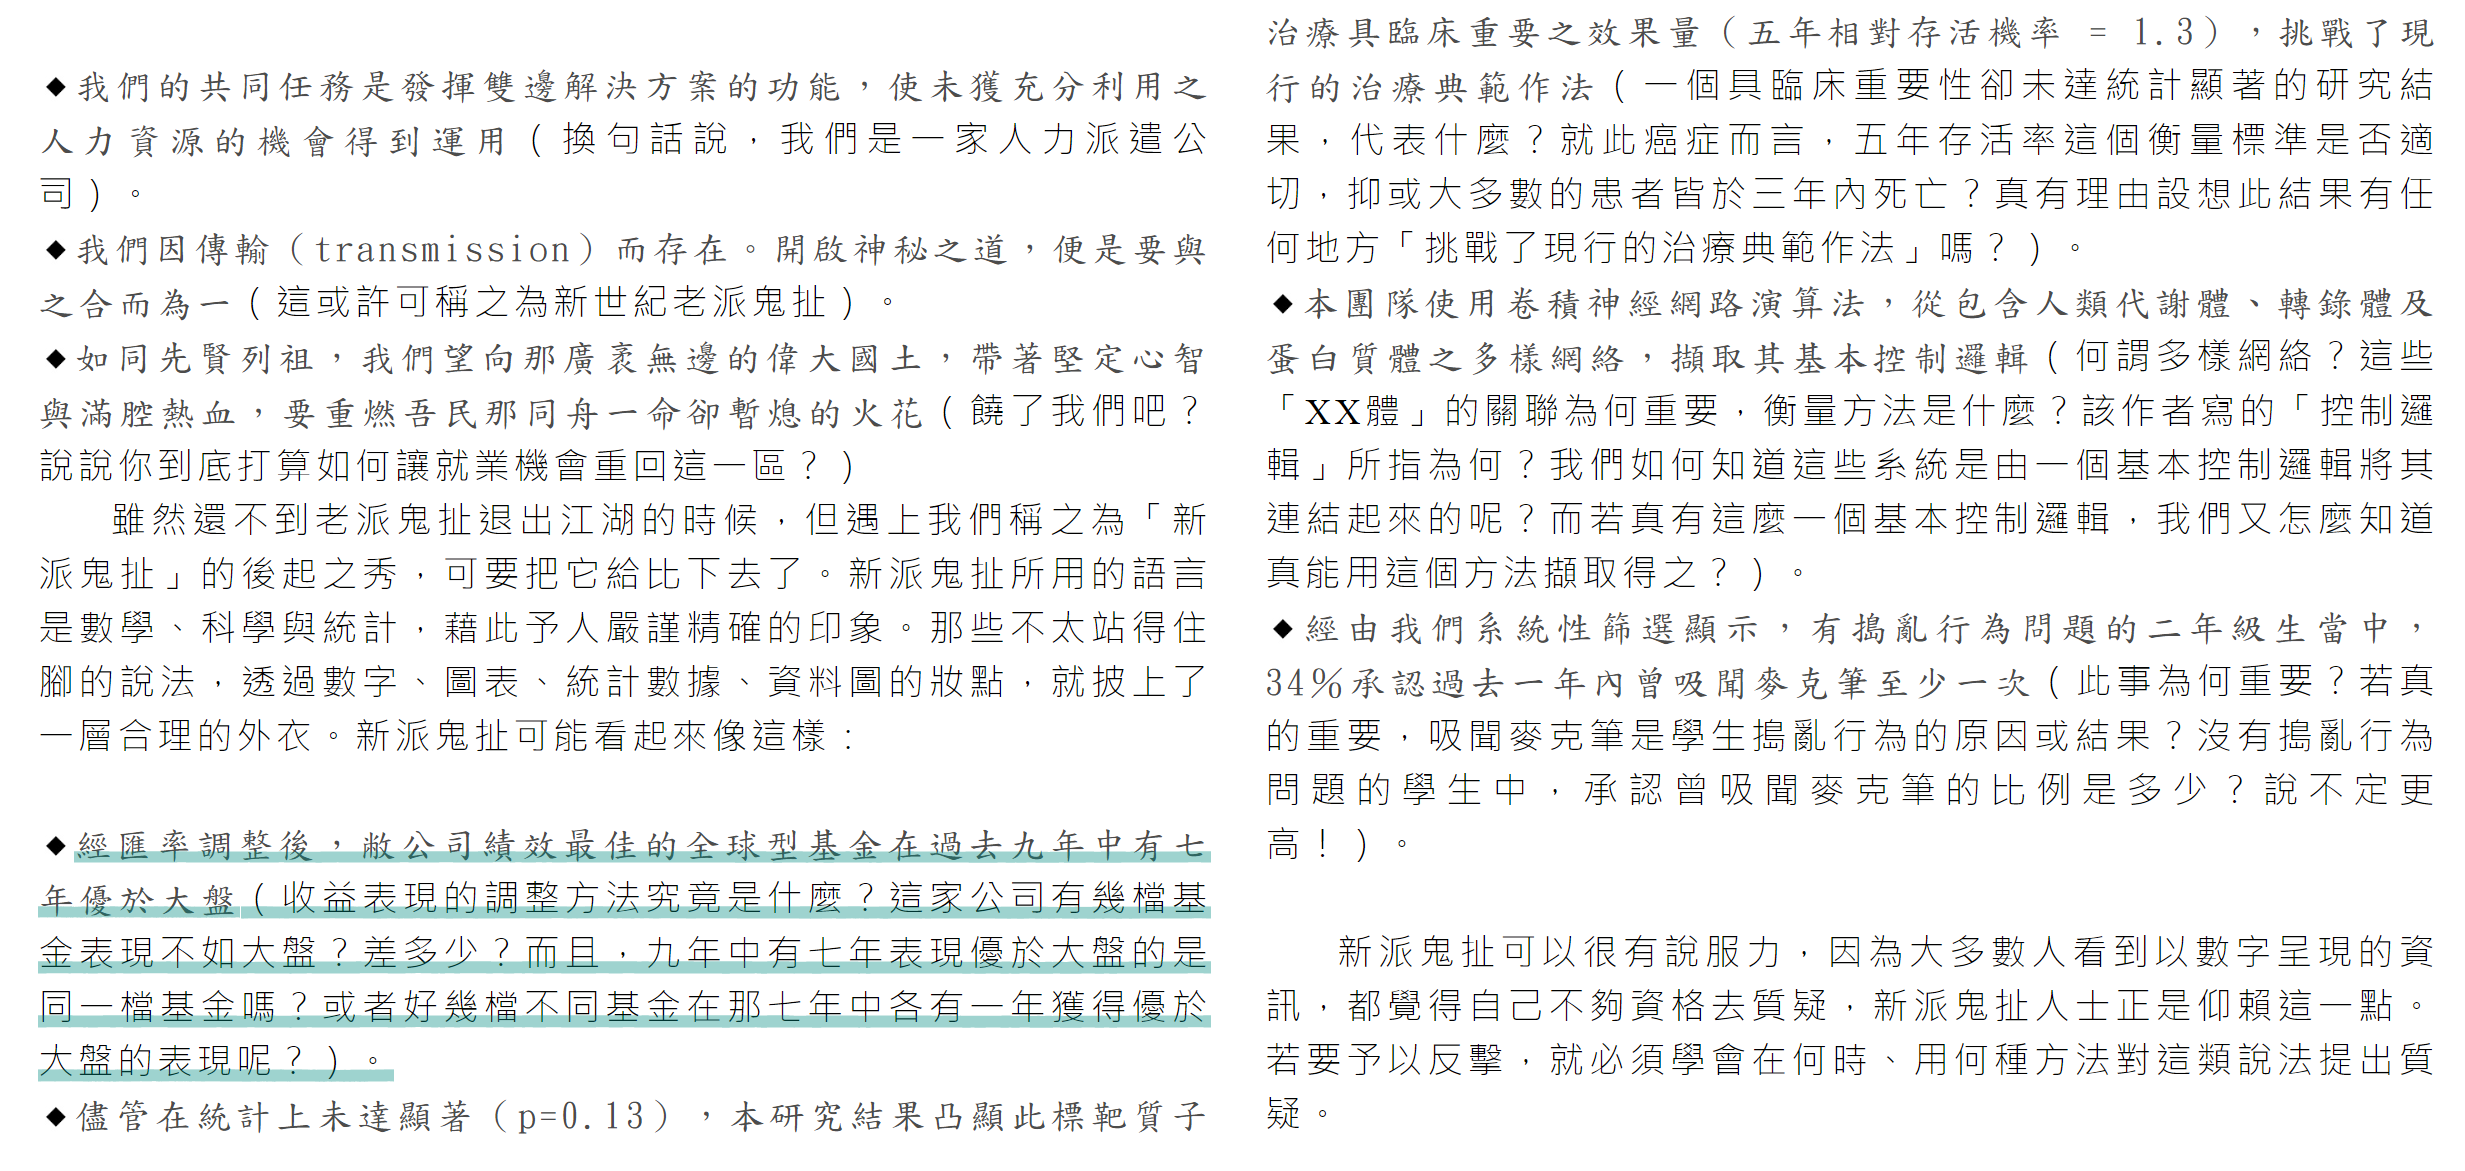 ◆我們的共同任務是發揮雙邊解決方案的功能，使未獲充分利用之
人力資源的機會得到運用（換句話說，我們是一家人力派遣公
司）。
◆我們因傳輸（transmission）而存在。開啟神秘之道，便是要與
之合而為一（這或許可稱之為新世紀老派鬼扯）。
◆如同先賢列祖，我們望向那廣袤無邊的偉大國土，帶著堅定心智
與滿腔熱血，要重燃吾民那同舟一命卻暫熄的火花（饒了我們吧？
說說你到底打算如何讓就業機會重回這一區？）
雖然還不到老派鬼扯退出江湖的時候，但遇上我們稱之為「新
派鬼扯」的後起之秀，可要把它給比下去了。新派鬼扯所用的語言
是數學、科學與統計，藉此予人嚴謹精確的印象。那些不太站得住
腳的說法，透過數字、圖表、統計數據、資料圖的妝點，就披上了
一層合理的外衣。新派鬼扯可能看起來像這樣：
◆經匯率調整後，敝公司績效最佳的全球型基金在過去九年中有七
年優於大盤（收益表現的調整方法究竟是什麼？這家公司有幾檔基
金表現不如大盤？差多少？而且，九年中有七年表現優於大盤的是
同一檔基金嗎？或者好幾檔不同基金在那七年中各有一年獲得優於
大盤的表現呢？）。
◆儘管在統計上未達顯著（p=0.13），本研究結果凸顯此標靶質子
治療具臨床重要之效果量（五年相對存活機率 = 1.3），挑戰了現
行的治療典範作法（一個具臨床重要性卻未達統計顯著的研究結
果，代表什麼？就此癌症而言，五年存活率這個衡量標準是否適
切，抑或大多數的患者皆於三年內死亡？真有理由設想此結果有任
何地方「挑戰了現行的治療典範作法」嗎？）。
◆本團隊使用卷積神經網路演算法，從包含人類代謝體、轉錄體及
蛋白質體之多樣網絡，擷取其基本控制邏輯（何謂多樣網絡？這些
「XX體」的關聯為何重要，衡量方法是什麼？該作者寫的「控制邏
輯」所指為何？我們如何知道這些系統是由一個基本控制邏輯將其
連結起來的呢？而若真有這麼一個基本控制邏輯，我們又怎麼知道
真能用這個方法擷取得之？）。
◆經由我們系統性篩選顯示，有搗亂行為問題的二年級生當中，
34%承認過去一年內曾吸聞麥克筆至少一次（此事為何重要？若真
的重要，吸聞麥克筆是學生搗亂行為的原因或結果？沒有搗亂行為
問題的學生中，承認曾吸聞麥克筆的比例是多少？說不定更
高！）。
新派鬼扯可以很有說服力，因為大多數人看到以數字呈現的資
訊，都覺得自己不夠資格去質疑，新派鬼扯人士正是仰賴這一點。
若要予以反擊，就必須學會在何時、用何種方法對這類說法提出質
疑。